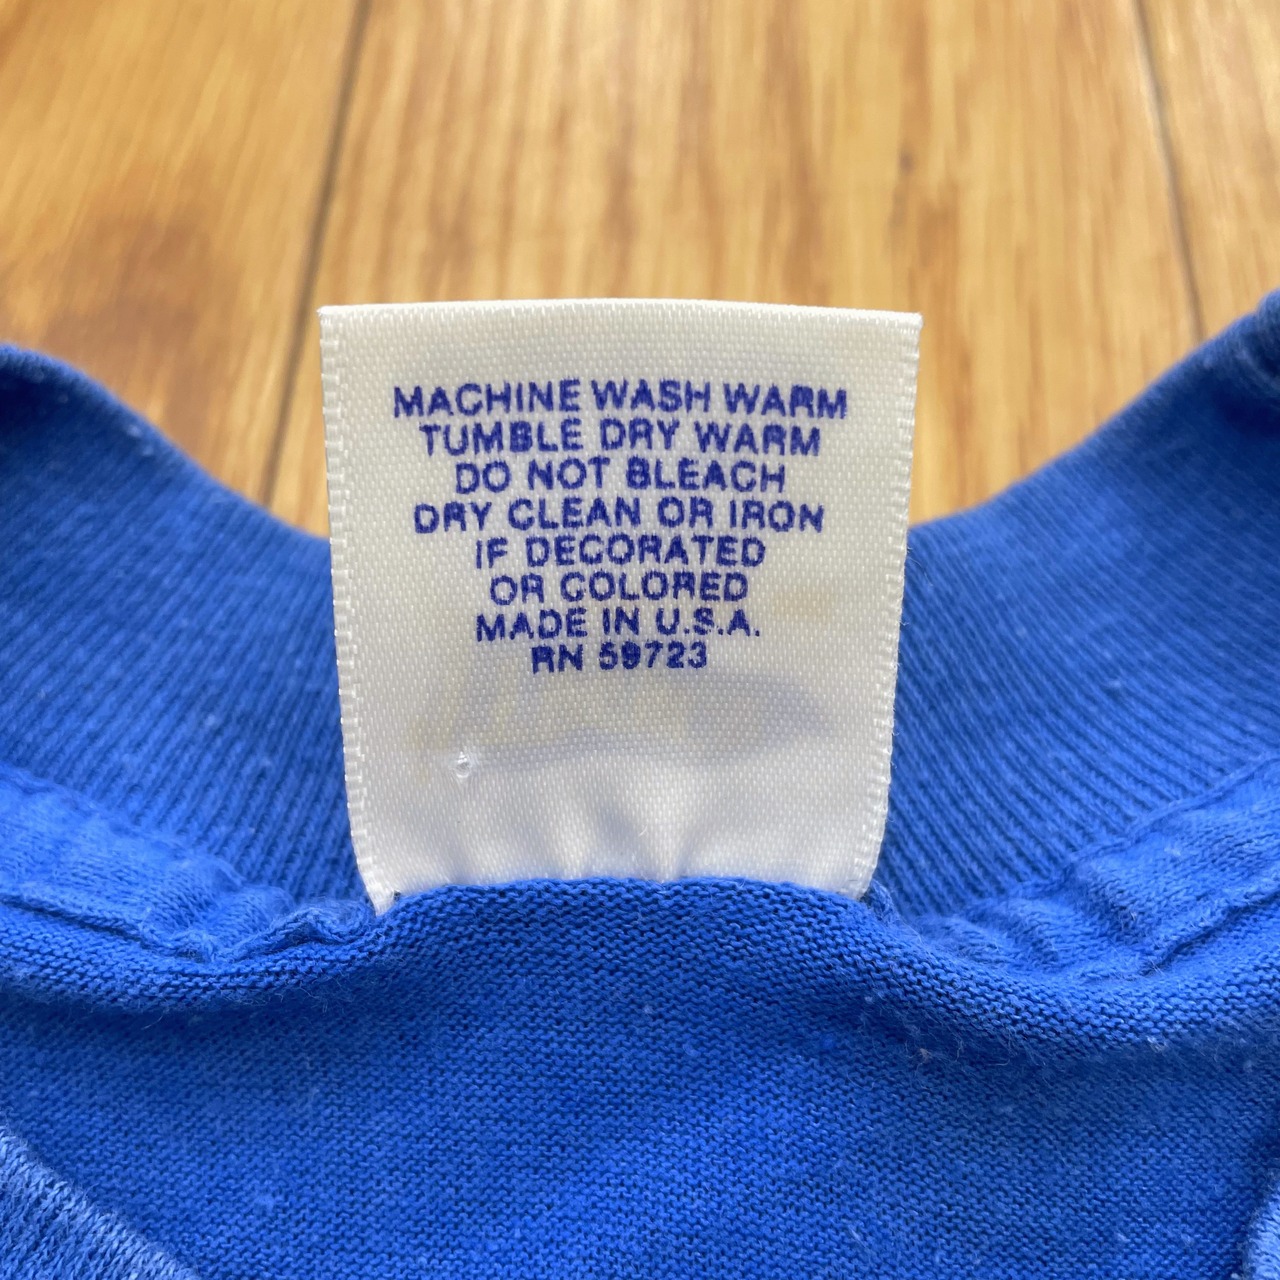 MACHINE WASH WARM
TUMBLE DRY WARM
DO NOT BLEACH
DRY CLEAN OR IRON
IF DECORATED
OR COLORED
MADE IN U.S.A.
RN 59723